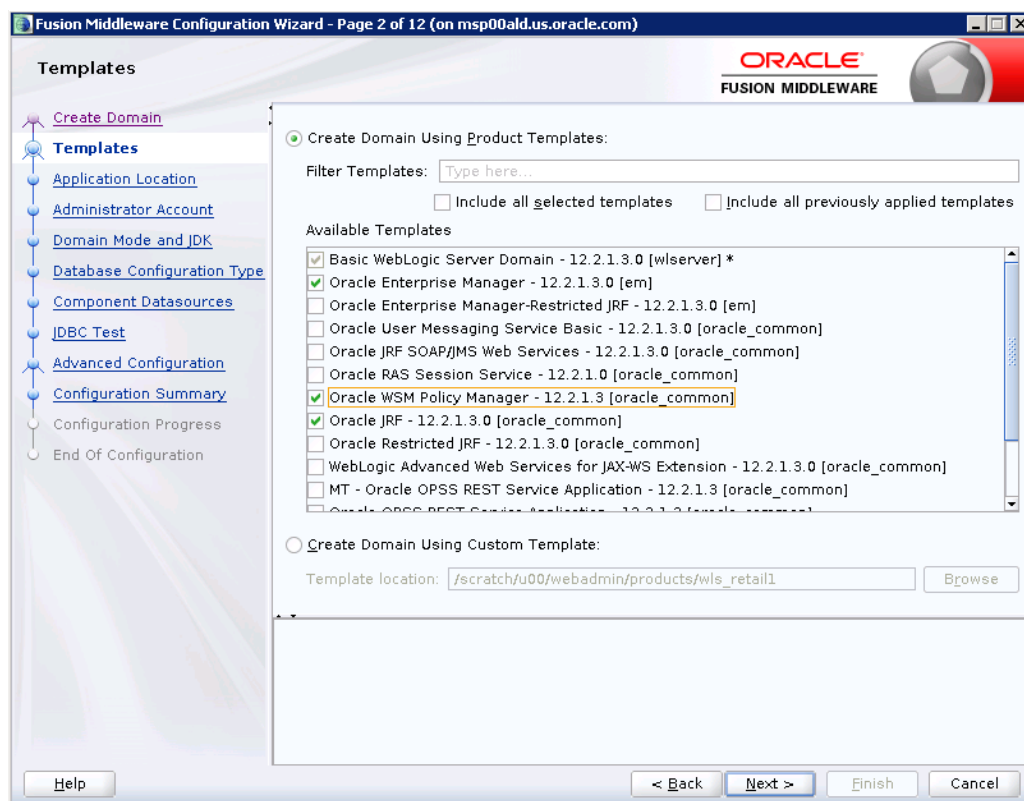 Fusion Middleware Configuration Wizard - Page 2 of 12 (on msp00ald.us.oracle.com)
Templates
ORACLE
FUSION MIDDLEWARE
Create Domain
Templates
Application Location
Administrator Account
Domain Mode and JDK
Database Configuration Type
Component Datasources
JDBC Test
Advanced Configuration
Configuration Summary
Configuration Progress
End Of Configuration
Create Domain Using Product Templates:
Filter Templates: Type here...
Include all selected templates Include all previously applied templates
Available Templates
Basic WebLogic Server Domain - 12.2.1.3.0 [wlserver] *
Oracle Enterprise Manager - 12.2.1.3.0 [em]
Oracle Enterprise Manager-Restricted JRF - 12.2.1.3.0 [em]
Oracle User Messaging Service Basic - 12.2.1.3.0 [oracle_common]
Oracle JRF SOAP/JMS Web Services - 12.2.1.3.0 [oracle_common]
Oracle RAS Session Service - 12.2.1.0 [oracle_common]
Oracle WSM Policy Manager - 12.2.1.3 [oracle_common]
Oracle JRF - 12.2.1.3.0 [oracle_common]
Oracle Restricted JRF - 12.2.1.3.0 [oracle_common]
WebLogic Advanced Web Services for JAX-WS Extension - 12.2.1.3.0 [oracle_common]
MT - Oracle OPSS REST Service Application - 12.2.1.3 [oracle_common]
Oracle OPSS REST Service Application - 12.2.1.3 [oracle_common]
Create Domain Using Custom Template:
Template location: /scratch/u00/webadmin/products/wls_retail1 Browse
Help < Back Next > Finish Cancel